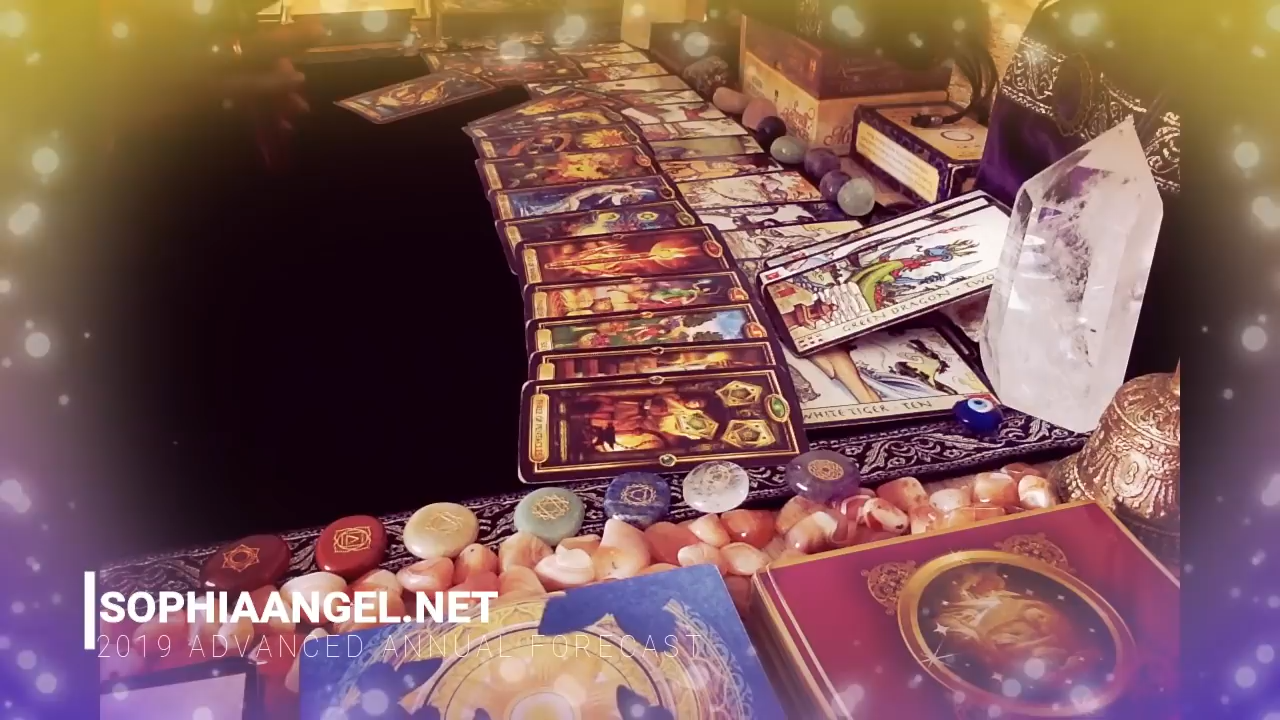 GREEN DRAGON · TWO
WHITE TIGER · TEN
SOPHIAANGEL.NET
2019 ADVANCED ANNUAL FORECAST